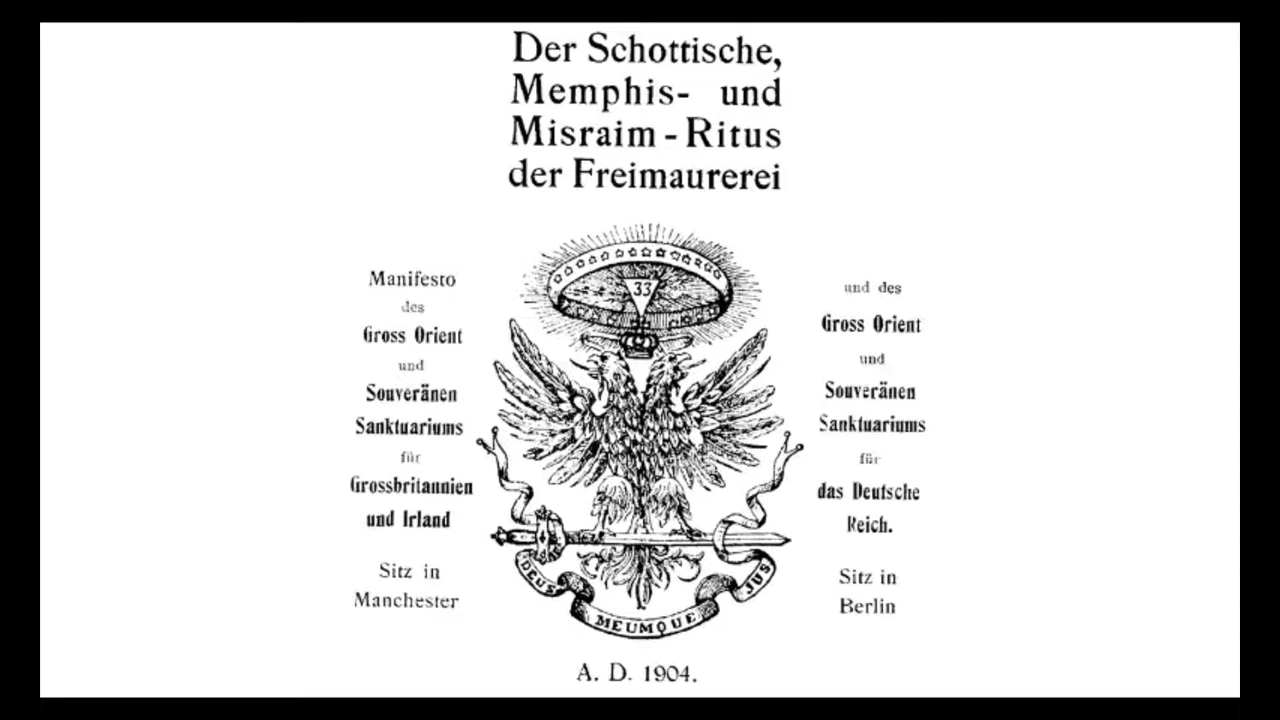 Der Schottische,
Memphis- und
Misraim - Ritus
der Freimaurerei
33
Manifesto
des
Gross Orient
und
Souveränen
Sanktuariums
für
Grossbritannien
und Irland
Sitz in
Manchester
und des
Gross Orient
und
Souveränen
Sanktuariums
für
das Deutsche
Reich.
Sitz in
Berlin
DEUS
MEUMQUE
JUS
A. D. 1904.